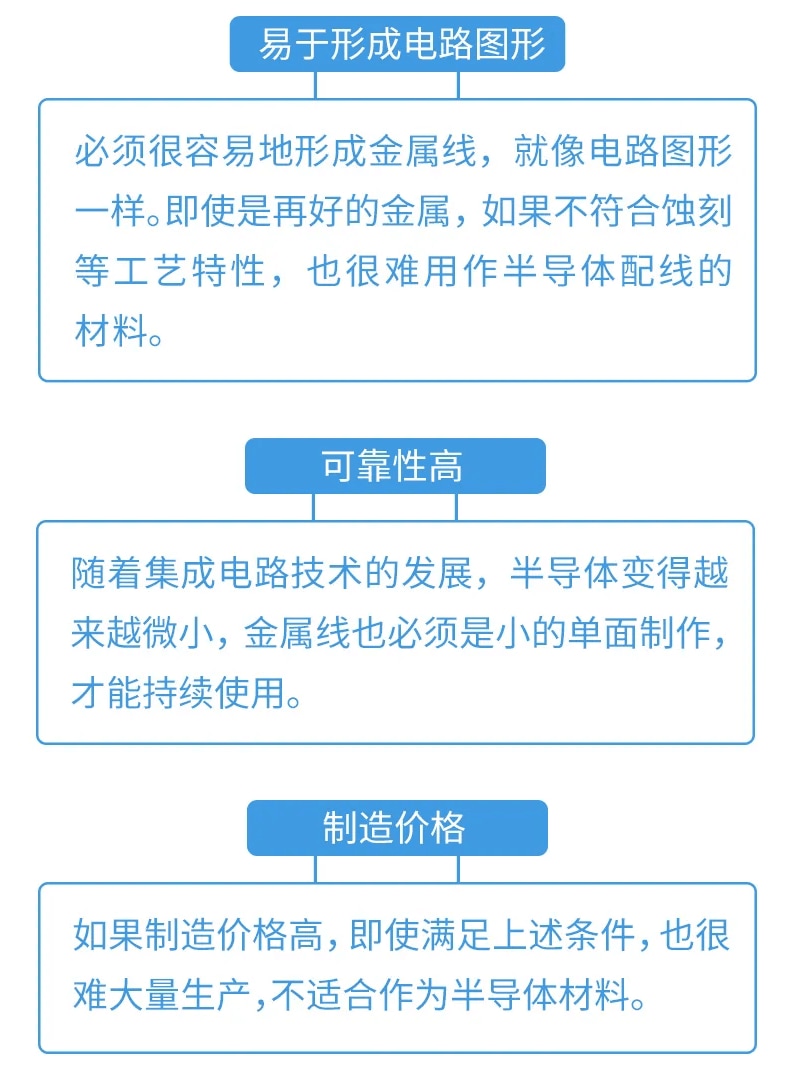 易于形成电路图形
必须很容易地形成金属线，就像电路图形
一样。即使是再好的金属，如果不符合蚀刻
等工艺特性，也很难用作半导体配线的
材料。
可靠性高
随着集成电路技术的发展，半导体变得越
来越微小，金属线也必须是小的单面制作，
才能持续使用。
制造价格
如果制造价格高，即使满足上述条件，也很
难大量生产，不适合作为半导体材料。